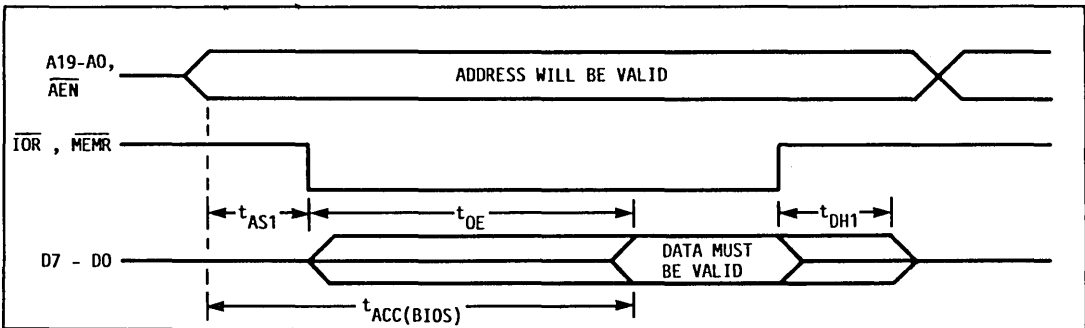 A19-A0,
AEN
ADDRESS WILL BE VALID
IOR , MEMR
tAS1
tOE
tDH1
D7 - D0
DATA MUST
BE VALID
tACC(BIOS)